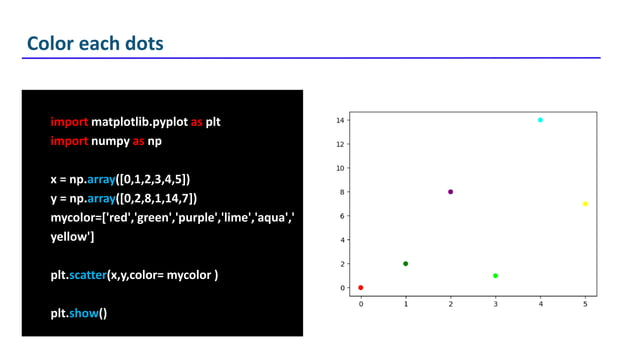 Color each dots
import matplotlib.pyplot as plt
import numpy as np
x = np.array([0,1,2,3,4,5])
y = np.array([0,2,8,1,14,7])
mycolor=['red','green','purple','lime','aqua','
yellow']
plt.scatter(x,y,color= mycolor )
plt.show()
14
12
10
8
6
4
2
0
0 1 2 3 4 5